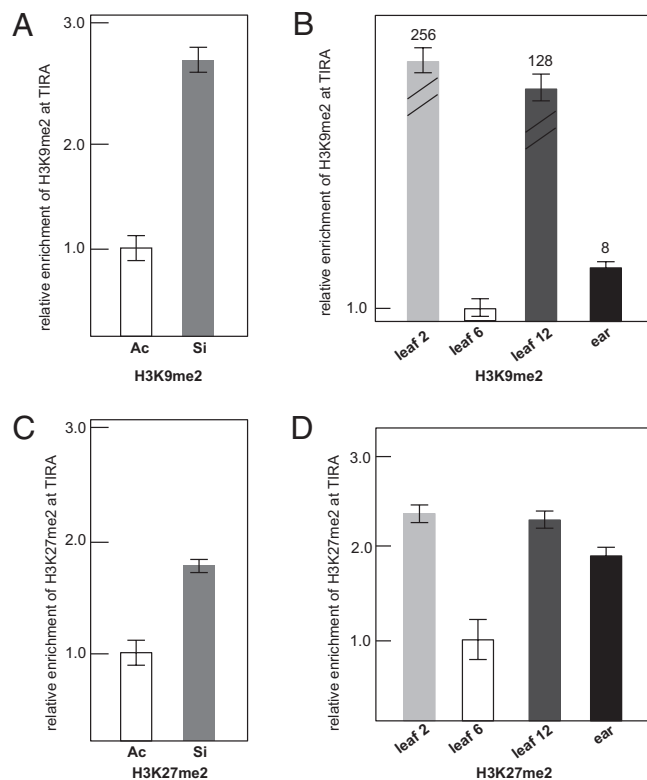 A
relative enrichment of H3K9me2 at TIRA
3.0
2.0
1.0
Ac Si
H3K9me2
B
relative enrichment of H3K9me2 at TIRA
256
128
8
1.0
leaf 2 leaf 6 leaf 12 ear
H3K9me2
C
relative enrichment of H3K27me2 at TIRA
3.0
2.0
1.0
Ac Si
H3K27me2
D
relative enrichment of H3K27me2 at TIRA
3.0
2.0
1.0
leaf 2 leaf 6 leaf 12 ear
H3K27me2